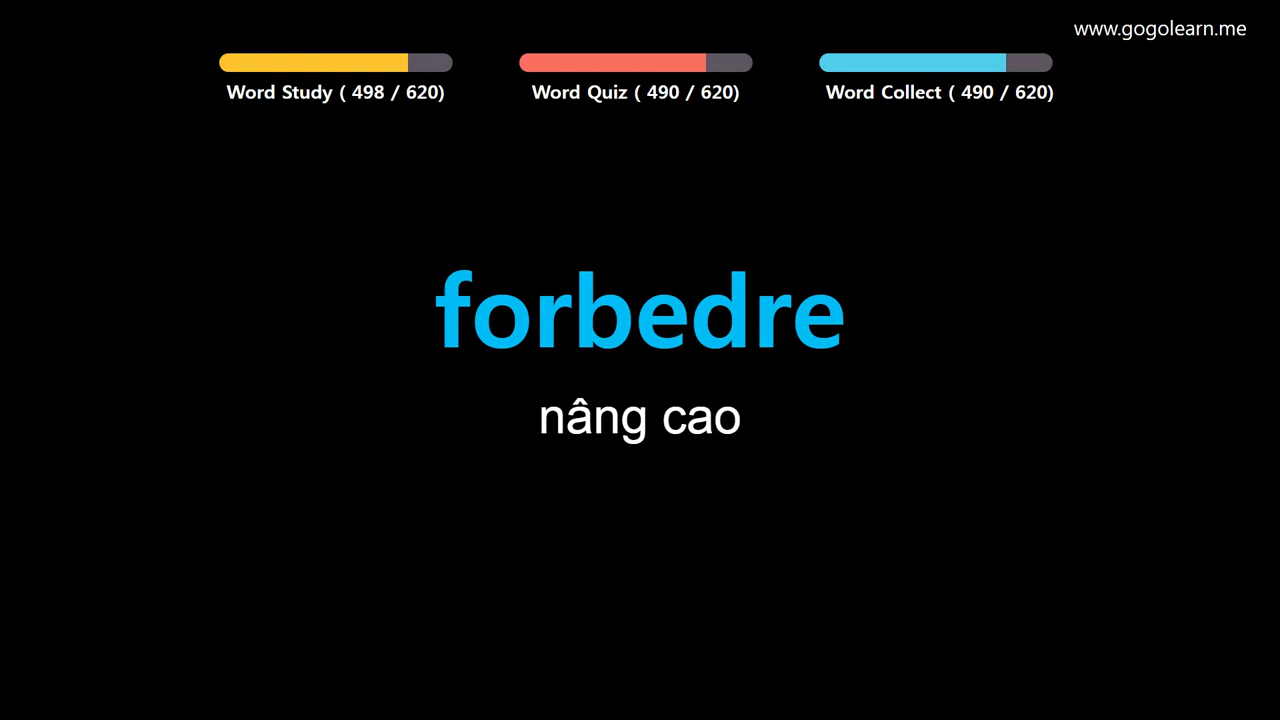 www.gogolearn.me
Word Study ( 498 / 620)
Word Quiz ( 490 / 620)
Word Collect ( 490 / 620)
forbedre
nâng cao